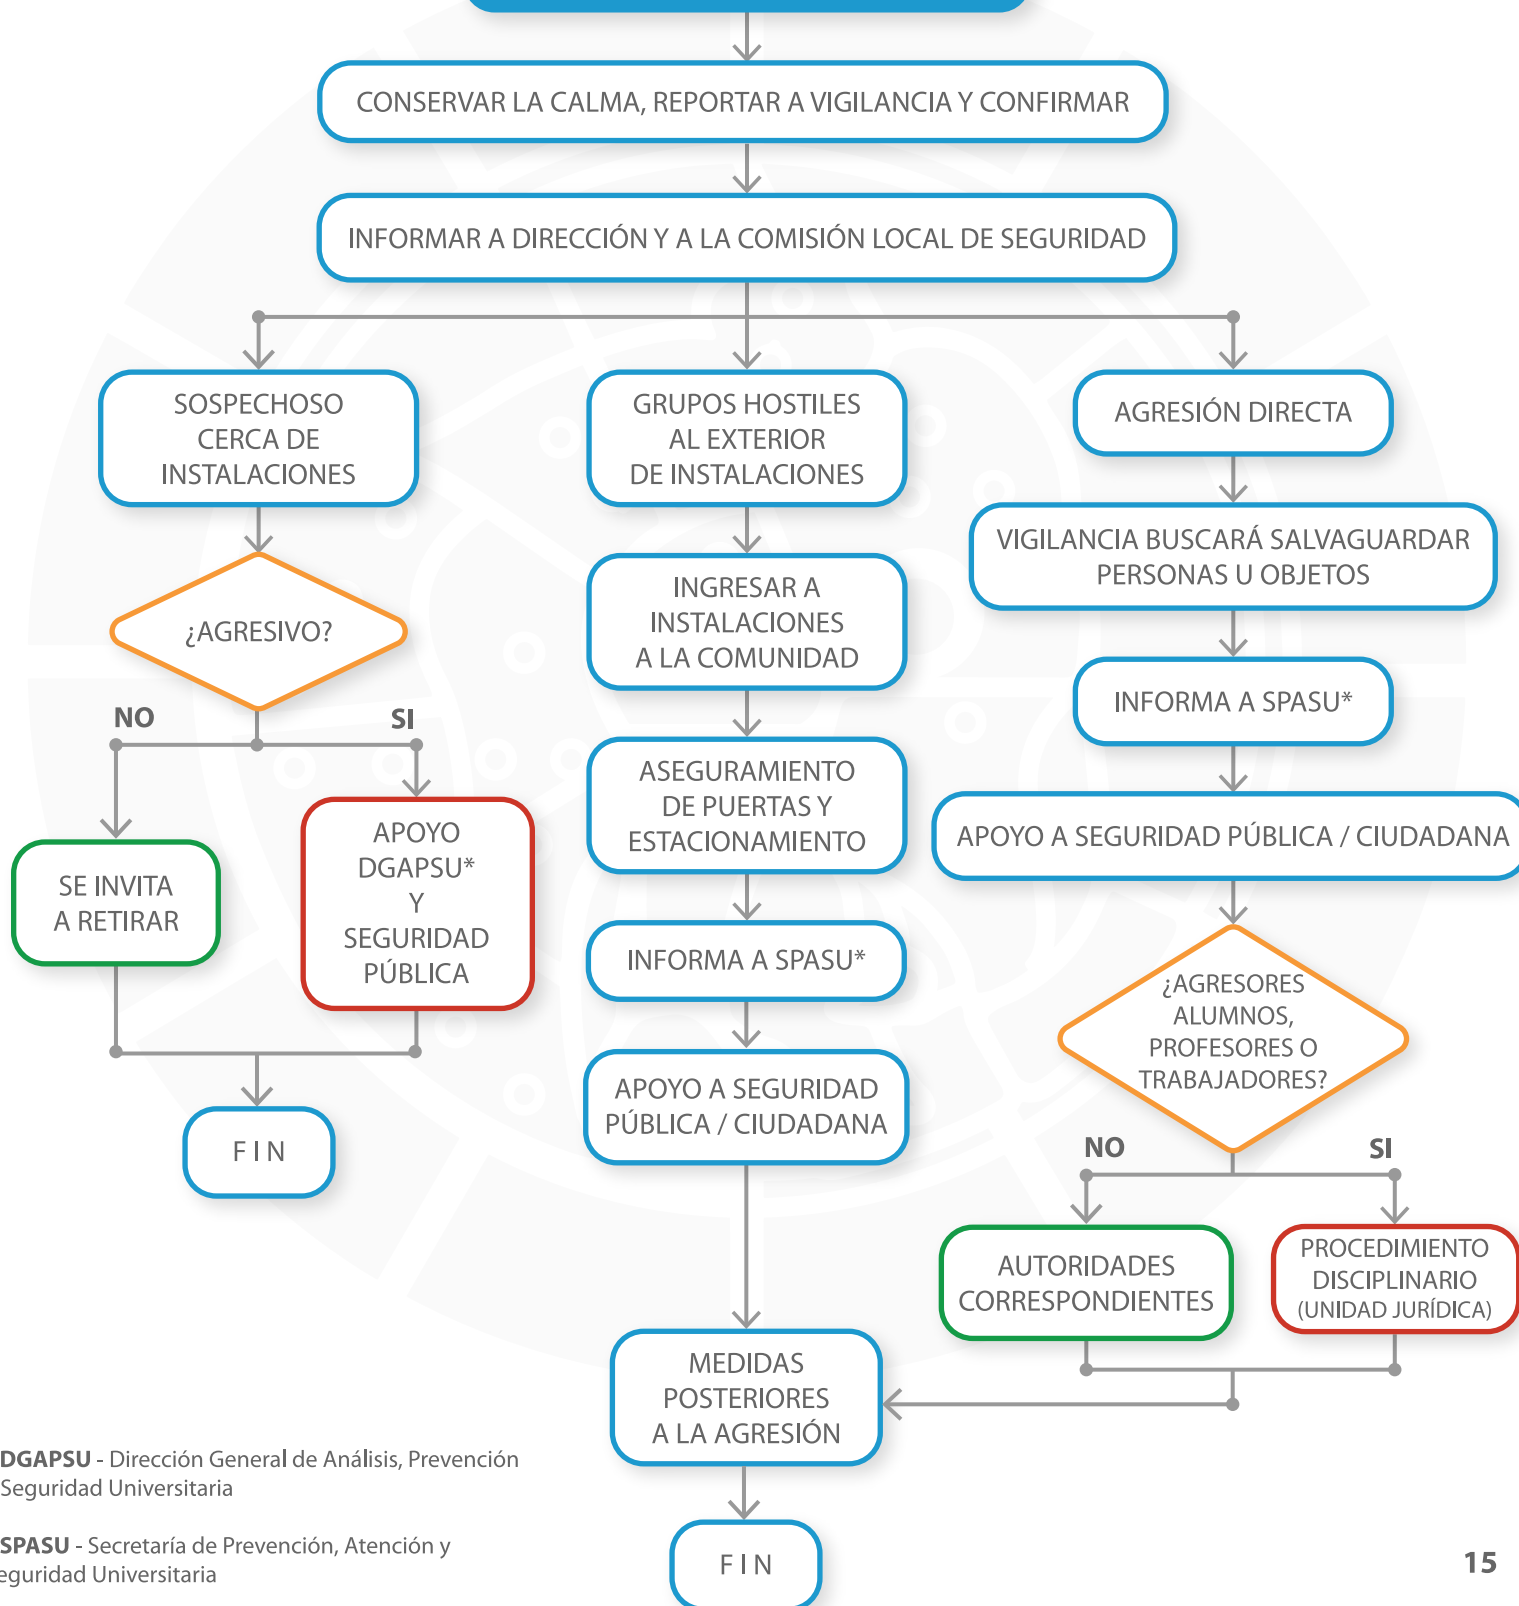 CONSERVAR LA CALMA, REPORTAR A VIGILANCIA Y CONFIRMAR
INFORMAR A DIRECCIÓN Y A LA COMISIÓN LOCAL DE SEGURIDAD
SOSPECHOSO
CERCA DE
INSTALACIONES
¿AGRESIVO?
NO
SI
SE INVITA
A RETIRAR
APOYO
DGAPSU*
Y
SEGURIDAD
PÚBLICA
F I N
GRUPOS HOSTILES
AL EXTERIOR
DE INSTALACIONES
INGRESAR A
INSTALACIONES
A LA COMUNIDAD
ASEGURAMIENTO
DE PUERTAS Y
ESTACIONAMIENTO
INFORMA A SPASU*
APOYO A SEGURIDAD
PÚBLICA / CIUDADANA
AGRESIÓN DIRECTA
VIGILANCIA BUSCARÁ SALVAGUARDAR
PERSONAS U OBJETOS
INFORMA A SPASU*
APOYO A SEGURIDAD PÚBLICA / CIUDADANA
¿AGRESORES
ALUMNOS,
PROFESORES O
TRABAJADORES?
NO
SI
AUTORIDADES
CORRESPONDIENTES
PROCEDIMIENTO
DISCIPLINARIO
(UNIDAD JURÍDICA)
MEDIDAS
POSTERIORES
A LA AGRESIÓN
F I N
DGAPSU - Dirección General de Análisis, Prevención
Seguridad Universitaria
SPASU - Secretaría de Prevención, Atención y
eguridad Universitaria
15